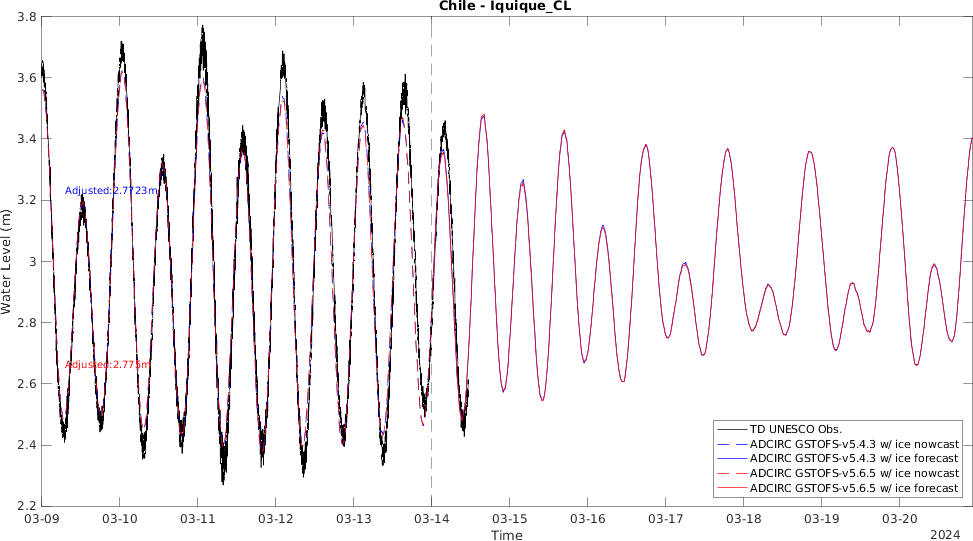 Chile - Iquique_CL
3.8
3.6
3.4
3.2
3
2.8
2.6
2.4
2.2
Water Level (m)
Adjusted:2.7723m
Adjusted:2.775m
TD UNESCO Obs.
ADCIRC GSTOFS-v5.4.3 w/ ice nowcast
ADCIRC GSTOFS-v5.4.3 w/ ice forecast
ADCIRC GSTOFS-v5.6.5 w/ ice nowcast
ADCIRC GSTOFS-v5.6.5 w/ ice forecast
03-09 03-10 03-11 03-12 03-13 03-14 03-15 03-16 03-17 03-18 03-19 03-20
Time
2024